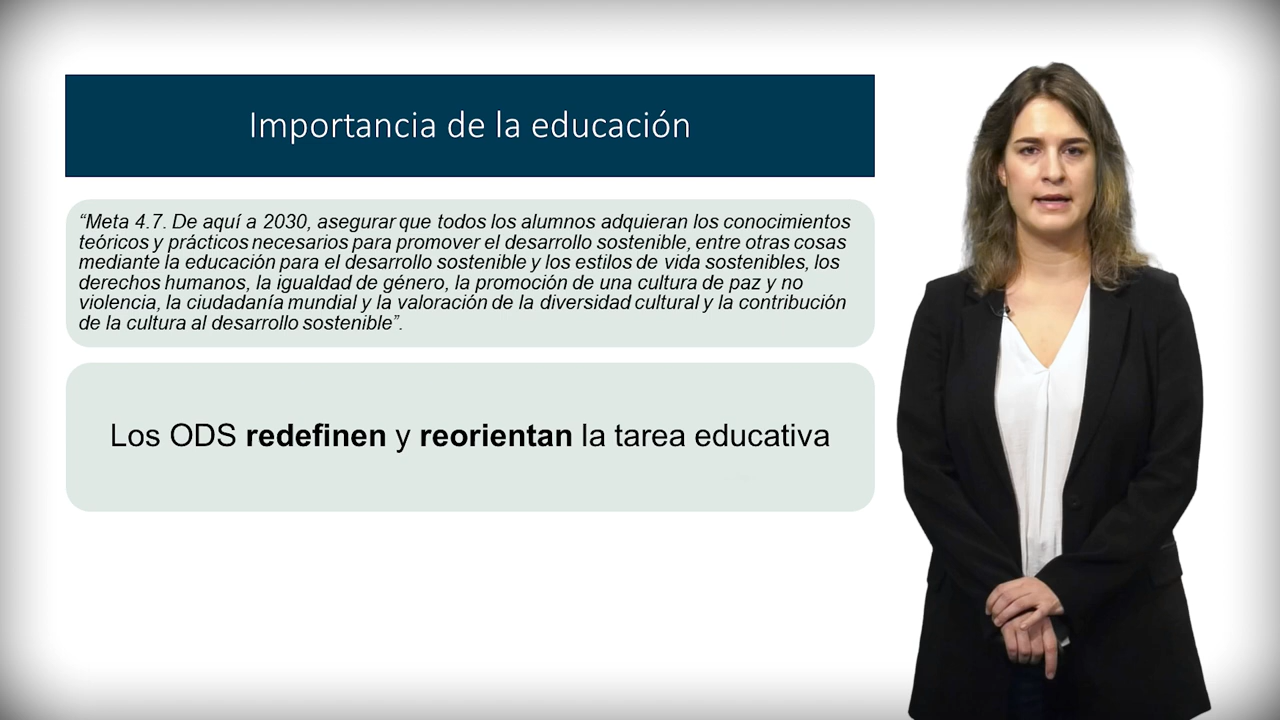 Importancia de la educación
“Meta 4.7. De aquí a 2030, asegurar que todos los alumnos adquieran los conocimientos
teóricos y prácticos necesarios para promover el desarrollo sostenible, entre otras cosas
mediante la educación para el desarrollo sostenible y los estilos de vida sostenibles, los
derechos humanos, la igualdad de género, la promoción de una cultura de paz y no
violencia, la ciudadanía mundial y la valoración de la diversidad cultural y la contribución
de la cultura al desarrollo sostenible”.
Los ODS redefinen y reorientan la tarea educativa